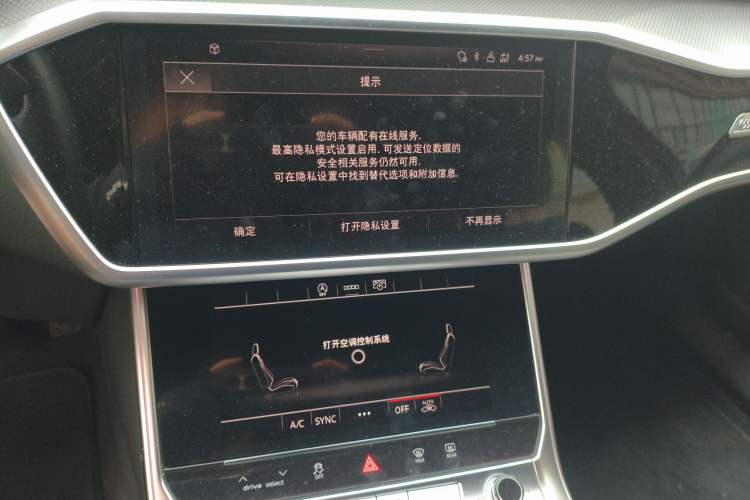 4:57 PM
提示
您的车辆配有在线服务.
最高隐私模式设置启用. 可发送定位数据的
安全相关服务仍然可用.
可在隐私设置中找到替代选项和附加信息.
确定 打开隐私设置 不再显示
OFF
打开空调控制系统
A/C SYNC ••• OFF AUTO
drive select OFF REAR